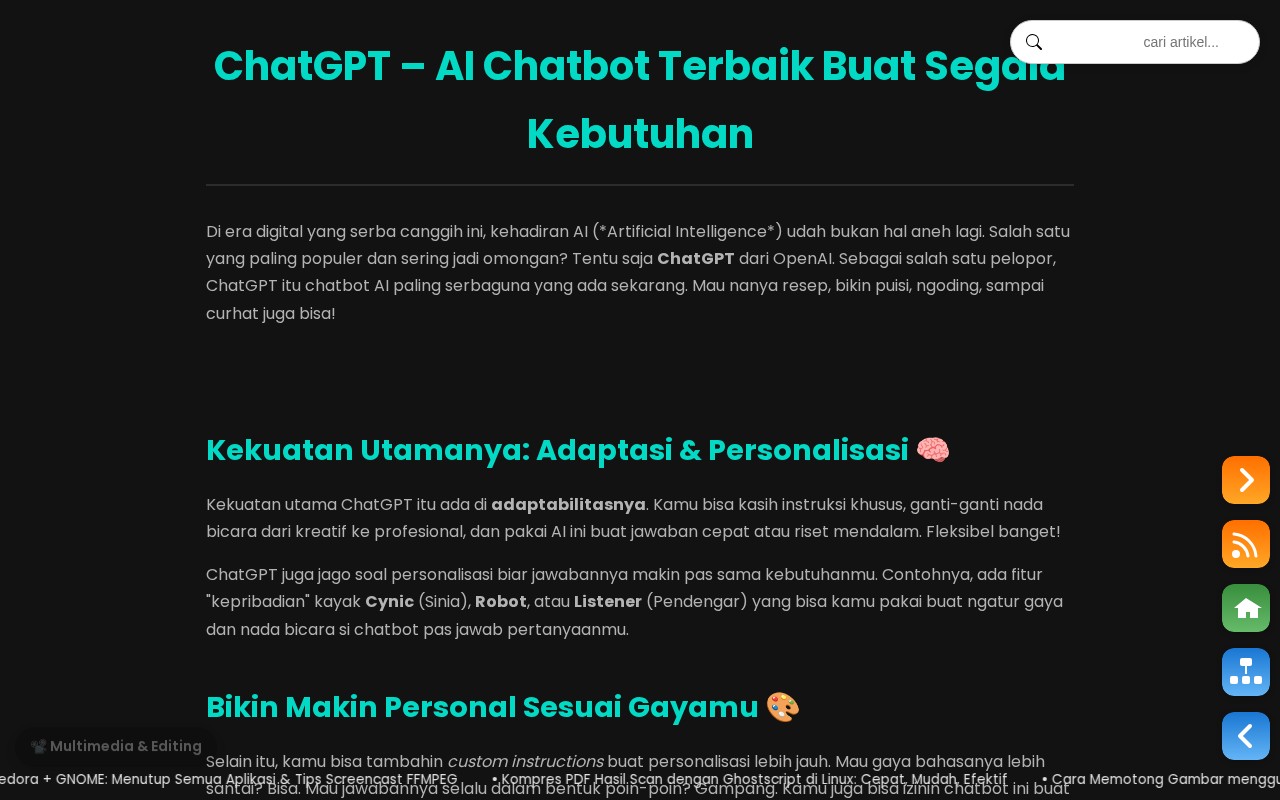 cari artikel...
ChatGPT – AI Chatbot Terbaik Buat Segala
Kebutuhan
Di era digital yang serba canggih ini, kehadiran AI (*Artificial Intelligence*) udah bukan hal aneh lagi. Salah satu
yang paling populer dan sering jadi omongan? Tentu saja ChatGPT dari OpenAI. Sebagai salah satu pelopor,
ChatGPT itu chatbot AI paling serbaguna yang ada sekarang. Mau nanya resep, bikin puisi, ngoding, sampai
curhat juga bisa!
Kekuatan Utamanya: Adaptasi & Personalisasi 🧠
Kekuatan utama ChatGPT itu ada di adaptabilitasnya. Kamu bisa kasih instruksi khusus, ganti-ganti nada
bicara dari kreatif ke profesional, dan pakai AI ini buat jawaban cepat atau riset mendalam. Fleksibel banget!
ChatGPT juga jago soal personalisasi biar jawabannya makin pas sama kebutuhanmu. Contohnya, ada fitur
"kepribadian" kayak Cynic (Sinia), Robot, atau Listener (Pendengar) yang bisa kamu pakai buat ngatur gaya
dan nada bicara si chatbot pas jawab pertanyaanmu.
Bikin Makin Personal Sesuai Gayamu 🎨
📽️ Multimedia & Editing
Selain itu, kamu bisa tambahin custom instructions buat personalisasi lebih jauh. Mau gaya bahasanya lebih
santai? Bisa. Mau jawabannya selalu dalam bentuk poin-poin? Gampang. Kamu juga bisa izinin chatbot ini buat
edora + GNOME: Menutup Semua Aplikasi & Tips Screencast FFMPEG • Kompres PDF Hasil Scan dengan Ghostscript di Linux: Cepat, Mudah, Efektif • Cara Memotong Gambar menggu